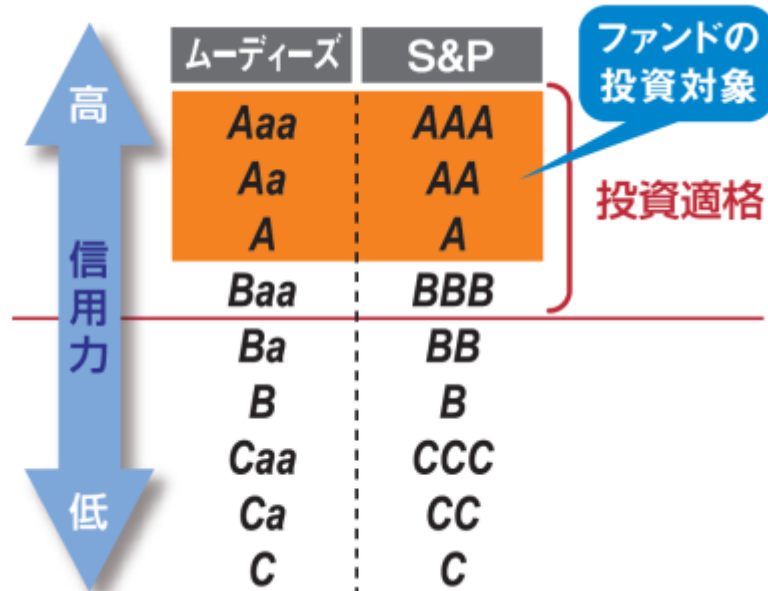 ムーディーズ S&P
ファンドの
投資対象
高
Aaa AAA
Aa AA
A A
投資適格
Baa BBB
信用力
Ba BB
B B
Caa CCC
低
Ca CC
C C